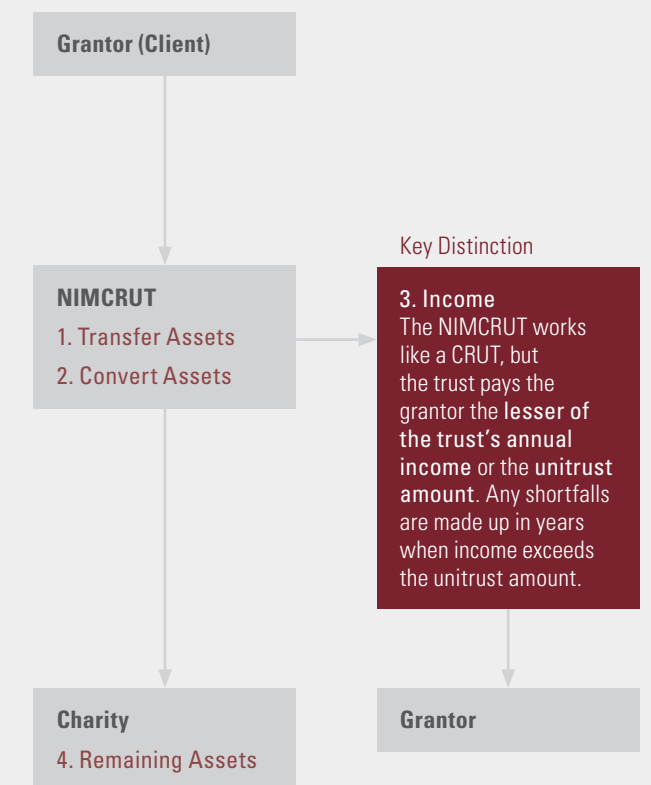 Grantor (Client)
NIMCRUT
1. Transfer Assets
2. Convert Assets
Key Distinction
3. Income
The NIMCRUT works
like a CRUT, but
the trust pays the
grantor the lesser of
the trust’s annual
income or the unitrust
amount. Any shortfalls
are made up in years
when income exceeds
the unitrust amount.
Charity
4. Remaining Assets
Grantor